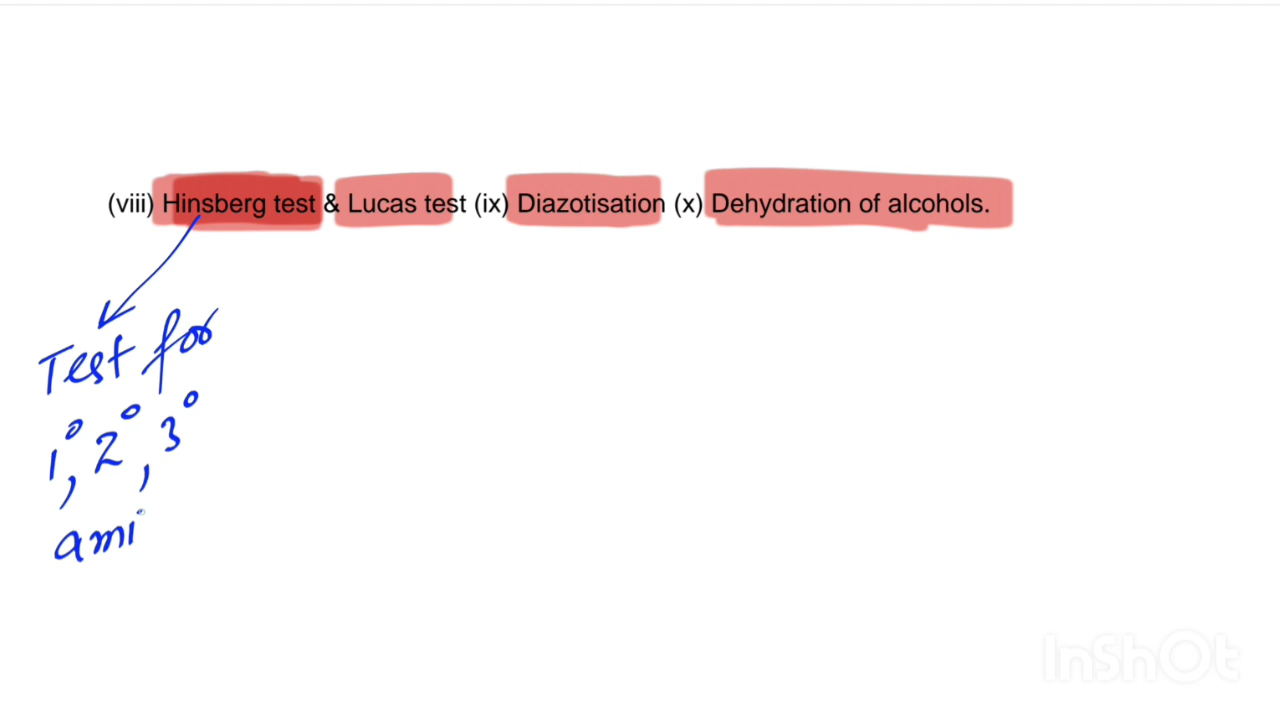 (viii) Hinsberg test & Lucas test (ix) Diazotisation (x) Dehydration of alcohols.
Test for
1°, 2°, 3°
ami
InShOt